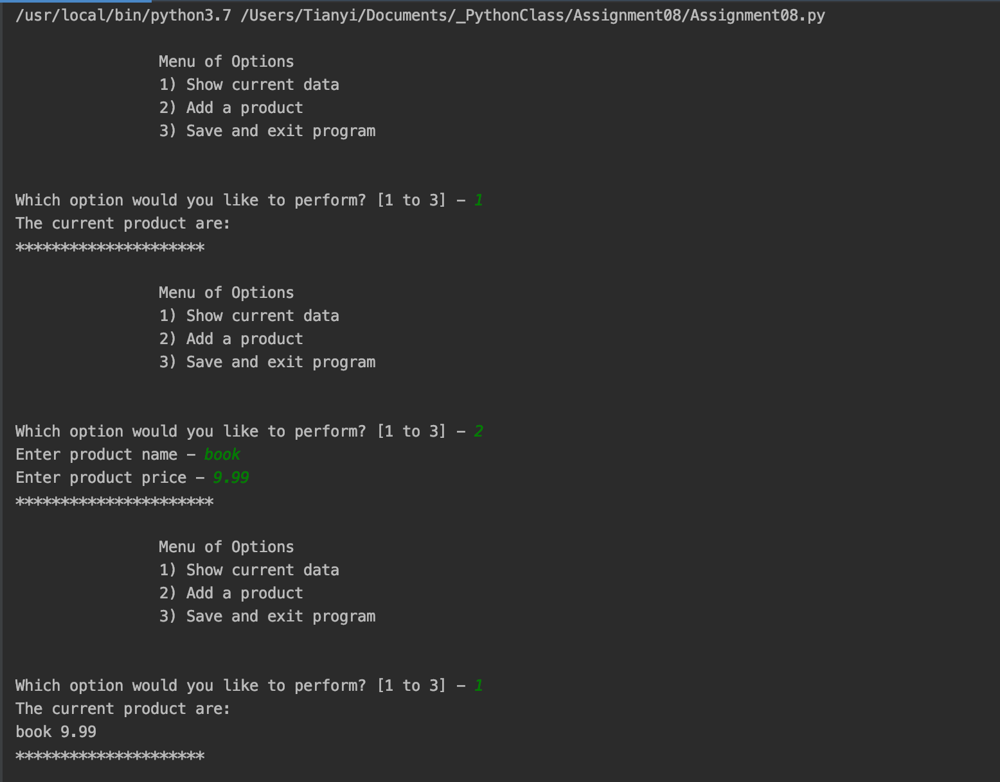 /usr/local/bin/python3.7 /Users/Tianyi/Documents/_PythonClass/Assignment08/Assignment08.py
Menu of Options
1) Show current data
2) Add a product
3) Save and exit program
Which option would you like to perform? [1 to 3] - 1
The current product are:
*********************
Menu of Options
1) Show current data
2) Add a product
3) Save and exit program
Which option would you like to perform? [1 to 3] - 2
Enter product name - book
Enter product price - 9.99
**********************
Menu of Options
1) Show current data
2) Add a product
3) Save and exit program
Which option would you like to perform? [1 to 3] - 1
The current product are:
book 9.99
*********************